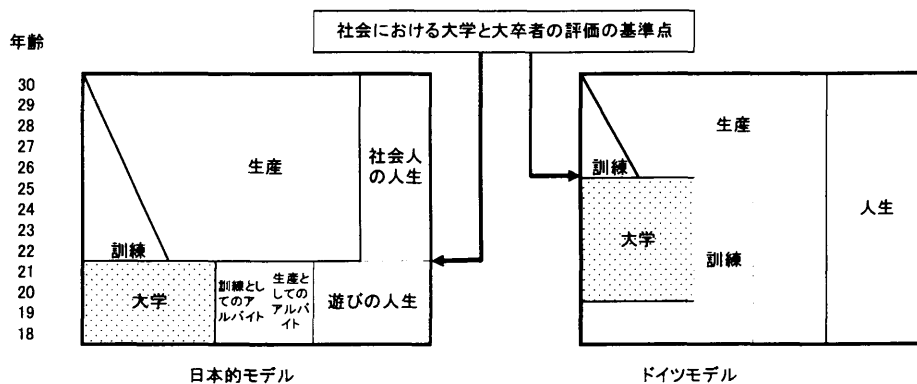 社会における大学と大卒者の評価の基準点
年齢
30
29
28
27
26
25
24
23
22
21
20
19
18
生産
社会人
の人生
訓練
大学
訓練とし
てのア
ルバイト
生産と
しての
アルバ
イト
遊びの人生
日本的モデル
生産
訓練
大学
訓練
人生
ドイツモデル